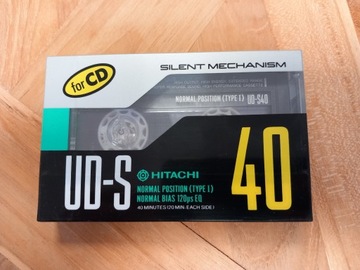 for CD
SILENT MECHANISM
NORMAL POSITION (TYPE I) UD-S40
UD-S
HITACHI
40
NORMAL POSITION (TYPE I)
NORMAL BIAS 120µs EQ
40 MINUTES (20 MIN. EACH SIDE)